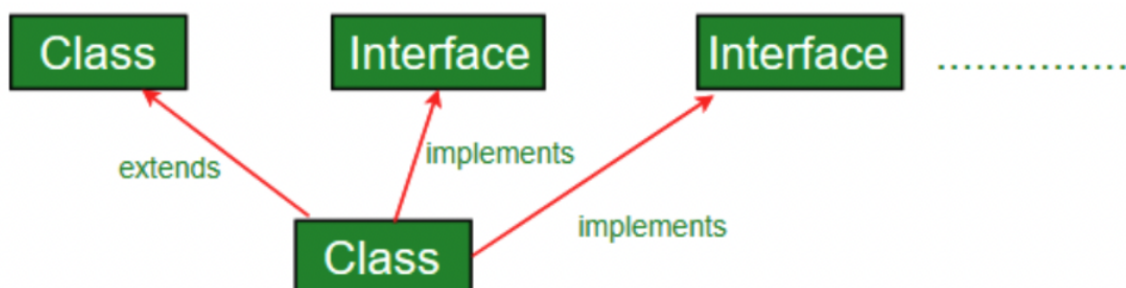 Class
Interface
Interface
extends
implements
implements
Class